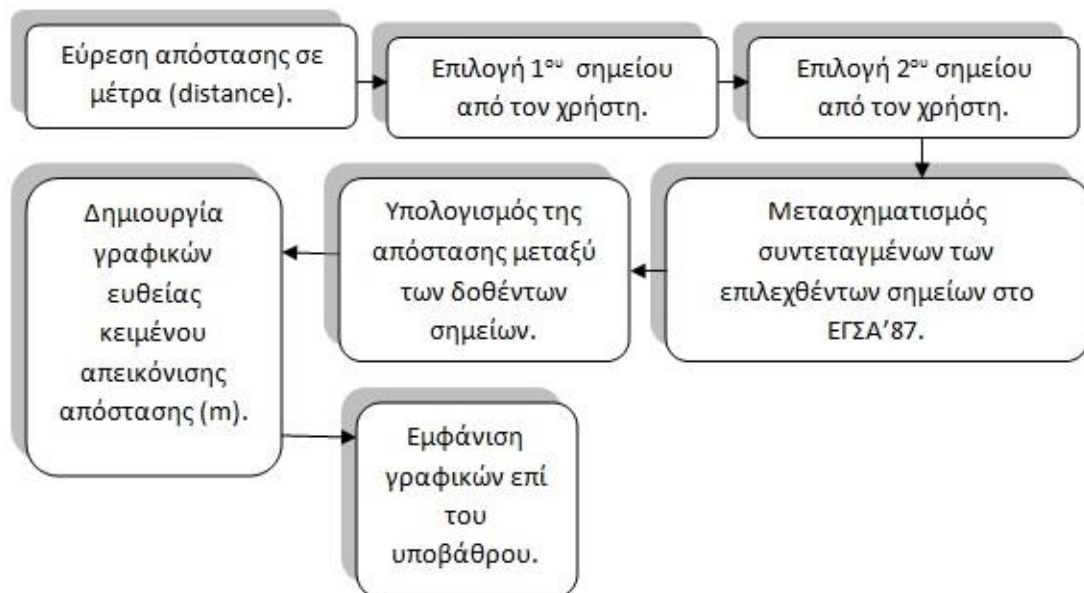 Εύρεση απόστασης σε
μέτρα (distance).
Επιλογή 1ου σημείου
από τον χρήστη.
Επιλογή 2ου σημείου
από τον χρήστη.
Μετασχηματισμός
συντεταγμένων των
επιλεχθέντων σημείων στο
ΕΓΣΑ’87.
Υπολογισμός της
απόστασης μεταξύ
των δοθέντων
σημείων.
Δημιουργία
γραφικών
ευθείας
κειμένου
απεικόνισης
απόστασης (m).
Εμφάνιση
γραφικών επί
του
υποβάθρου.